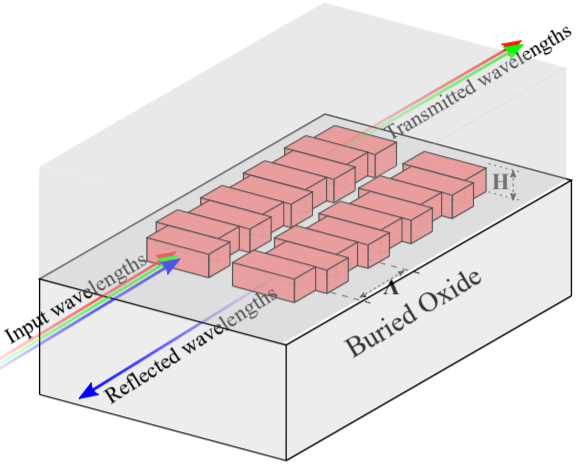 Transmitted wavelengths
H
Input wavelengths
Λ
Buried Oxide
Reflected wavelengths